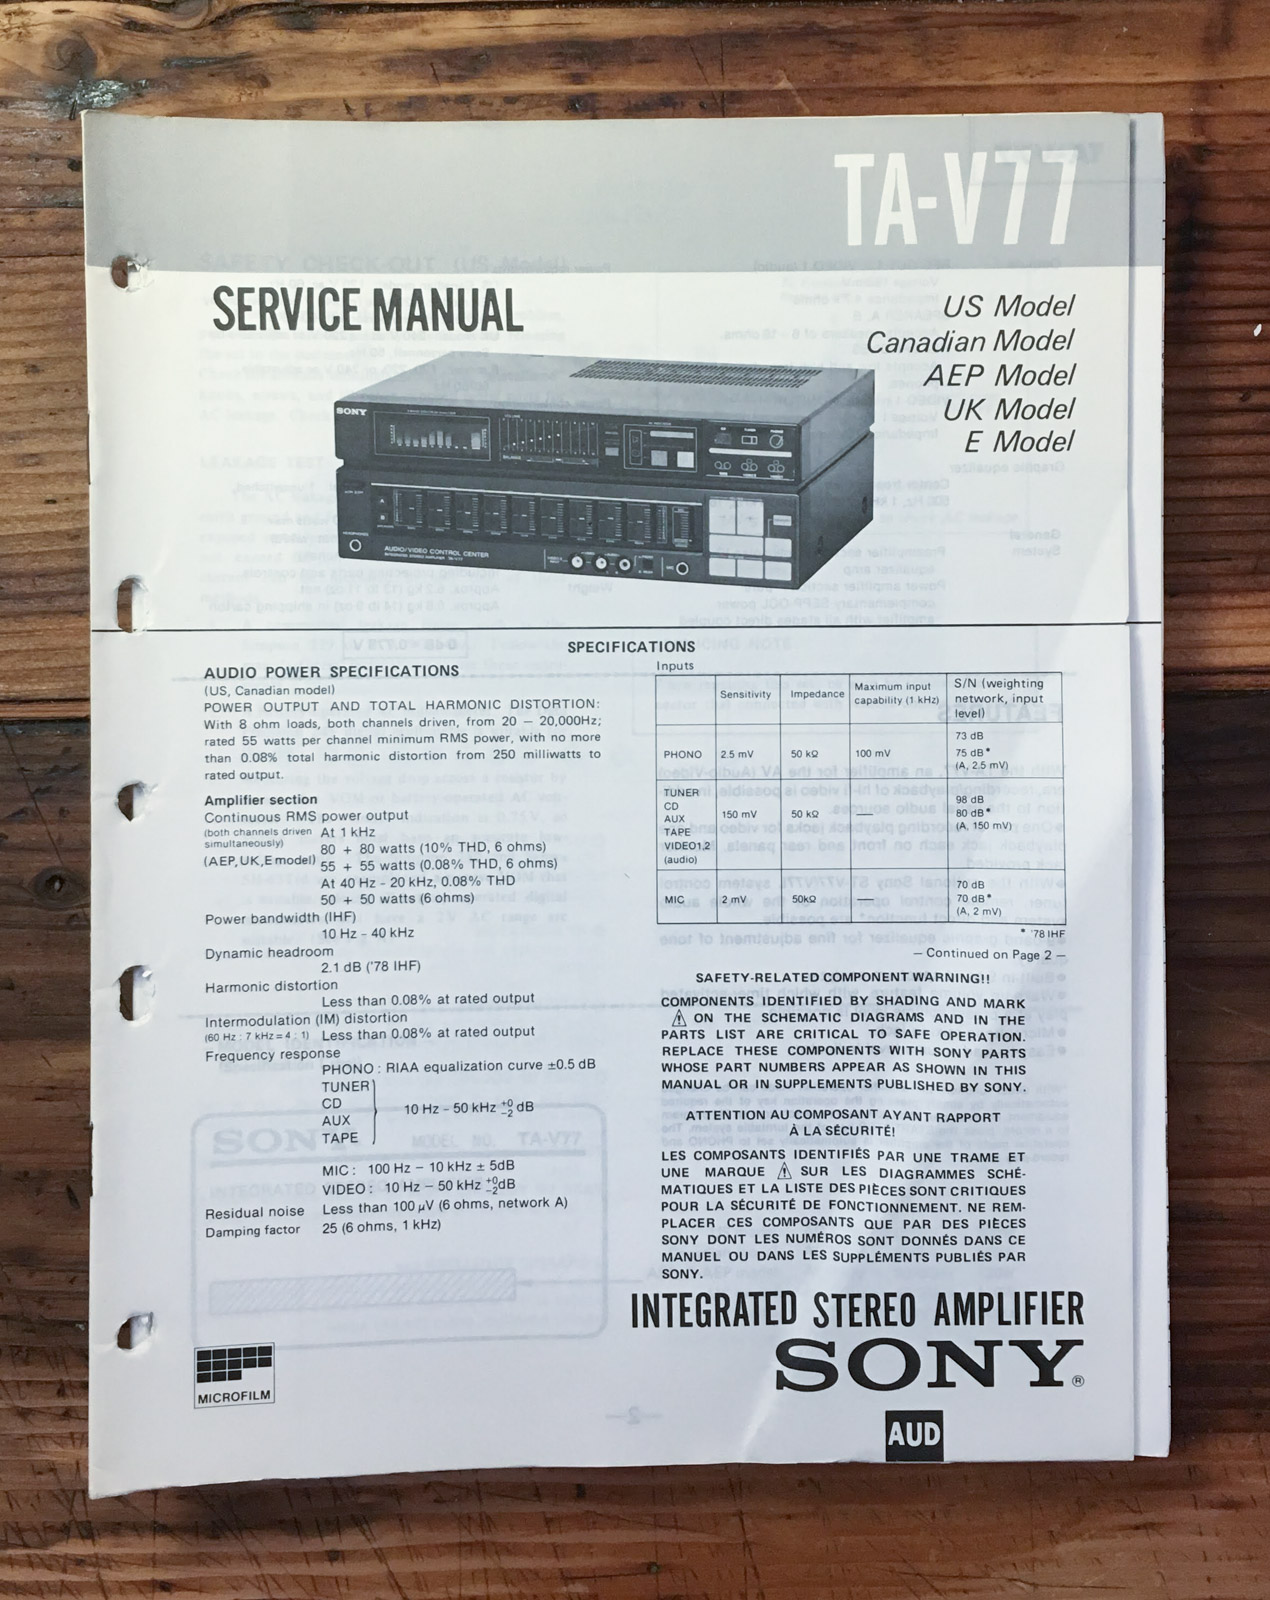 TA-V77
SERVICE MANUAL
US Model
Canadian Model
AEP Model
UK Model
E Model
SONY
AUDIO/VIDEO CONTROL CENTER
SPECIFICATIONS
AUDIO POWER SPECIFICATIONS
(US, Canadian model)
POWER OUTPUT AND TOTAL HARMONIC DISTORTION:
With 8 ohm loads, both channels driven, from 20 – 20,000Hz;
rated 55 watts per channel minimum RMS power, with no more
than 0.08% total harmonic distortion from 250 milliwatts to
rated output.
Amplifier section
Continuous RMS power output
(both channels driven simultaneously) At 1 kHz
(AEP,UK,E model) 80 + 80 watts (10% THD, 6 ohms)
55 + 55 watts (0.08% THD, 6 ohms)
At 40 Hz - 20 kHz, 0.08% THD
50 + 50 watts (6 ohms)
Power bandwidth (IHF)
10 Hz - 40 kHz
Dynamic headroom
2.1 dB ('78 IHF)
Harmonic distortion
Less than 0.08% at rated output
Intermodulation (IM) distortion
(60 Hz : 7 kHz = 4 : 1) Less than 0.08% at rated output
Frequency response
PHONO : RIAA equalization curve ±0.5 dB
TUNER
CD
AUX
TAPE
10 Hz - 50 kHz +0 -2 dB
MIC : 100 Hz – 10 kHz ± 5dB
VIDEO : 10 Hz – 50 kHz +0 -2 dB
Residual noise Less than 100 μV (6 ohms, network A)
Damping factor 25 (6 ohms, 1 kHz)
MICROFILM
Inputs
Sensitivity Impedance Maximum input capability (1 kHz) S/N (weighting network, input level)
PHONO 2.5 mV 50 kΩ 100 mV 73 dB 75 dB* (A, 2.5 mV)
TUNER CD AUX TAPE VIDEO1,2 (audio) 150 mV 50 kΩ — 98 dB 80 dB* (A, 150 mV)
MIC 2 mV 50kΩ — 70 dB 70 dB* (A, 2 mV)
* '78 IHF
– Continued on Page 2 –
SAFETY-RELATED COMPONENT WARNING!!
COMPONENTS IDENTIFIED BY SHADING AND MARK
⚠ ON THE SCHEMATIC DIAGRAMS AND IN THE
PARTS LIST ARE CRITICAL TO SAFE OPERATION.
REPLACE THESE COMPONENTS WITH SONY PARTS
WHOSE PART NUMBERS APPEAR AS SHOWN IN THIS
MANUAL OR IN SUPPLEMENTS PUBLISHED BY SONY.
ATTENTION AU COMPOSANT AYANT RAPPORT
À LA SÉCURITÉ!
LES COMPOSANTS IDENTIFIÉS PAR UNE TRAME ET
UNE MARQUE ⚠ SUR LES DIAGRAMMES SCHÉ-
MATIQUES ET LA LISTE DES PIÈCES SONT CRITIQUES
POUR LA SÉCURITÉ DE FONCTIONNEMENT. NE REM-
PLACER CES COMPOSANTS QUE PAR DES PIÈCES
SONY DONT LES NUMÉROS SONT DONNÉS DANS CE
MANUEL OU DANS LES SUPPLÉMENTS PUBLIÉS PAR
SONY.
INTEGRATED STEREO AMPLIFIER
SONY®
AUD